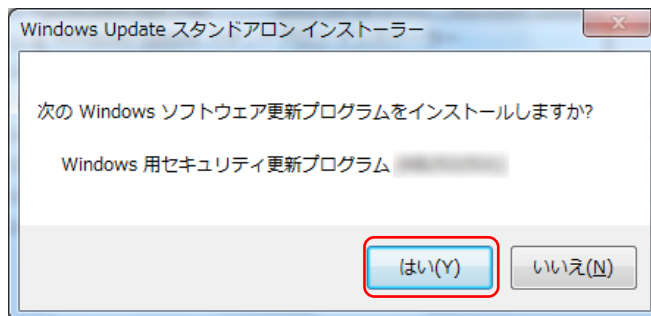 Windows Update スタンドアロン インストーラー
次の Windows ソフトウェア更新プログラムをインストールしますか?
Windows 用セキュリティ更新プログラム
はい(Y)
いいえ(N)